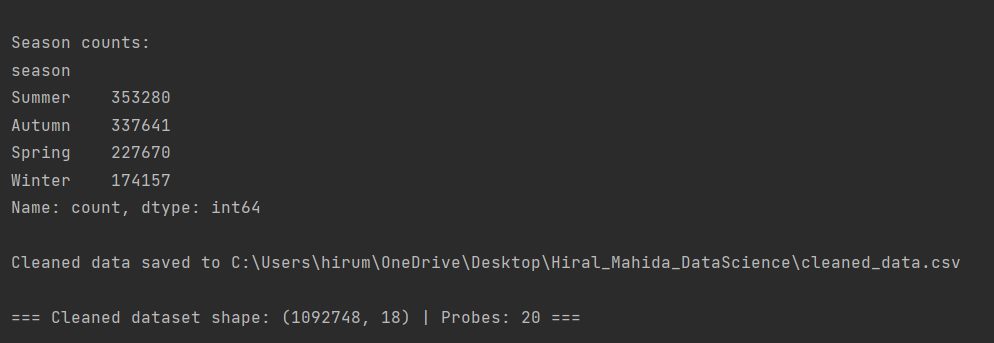 Season counts:
season
Summer    353280
Autumn    337641
Spring    227670
Winter    174157
Name: count, dtype: int64
Cleaned data saved to C:\Users\hirum\OneDrive\Desktop\Hiral_Mahida_DataScience\cleaned_data.csv
=== Cleaned dataset shape: (1092748, 18) | Probes: 20 ===